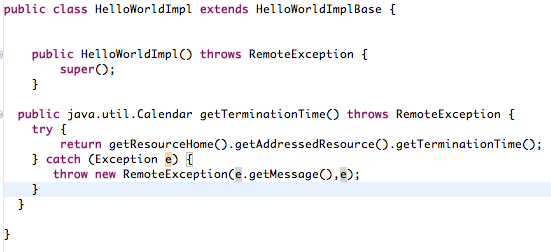 public class HelloWorldImpl extends HelloWorldImplBase {
public HelloWorldImpl() throws RemoteException {
super();
}
public java.util.Calendar getTerminationTime() throws RemoteException {
try {
return getResourceHome().getAddressedResource().getTerminationTime();
} catch (Exception e) {
throw new RemoteException(e.getMessage(),e);
}
}
}